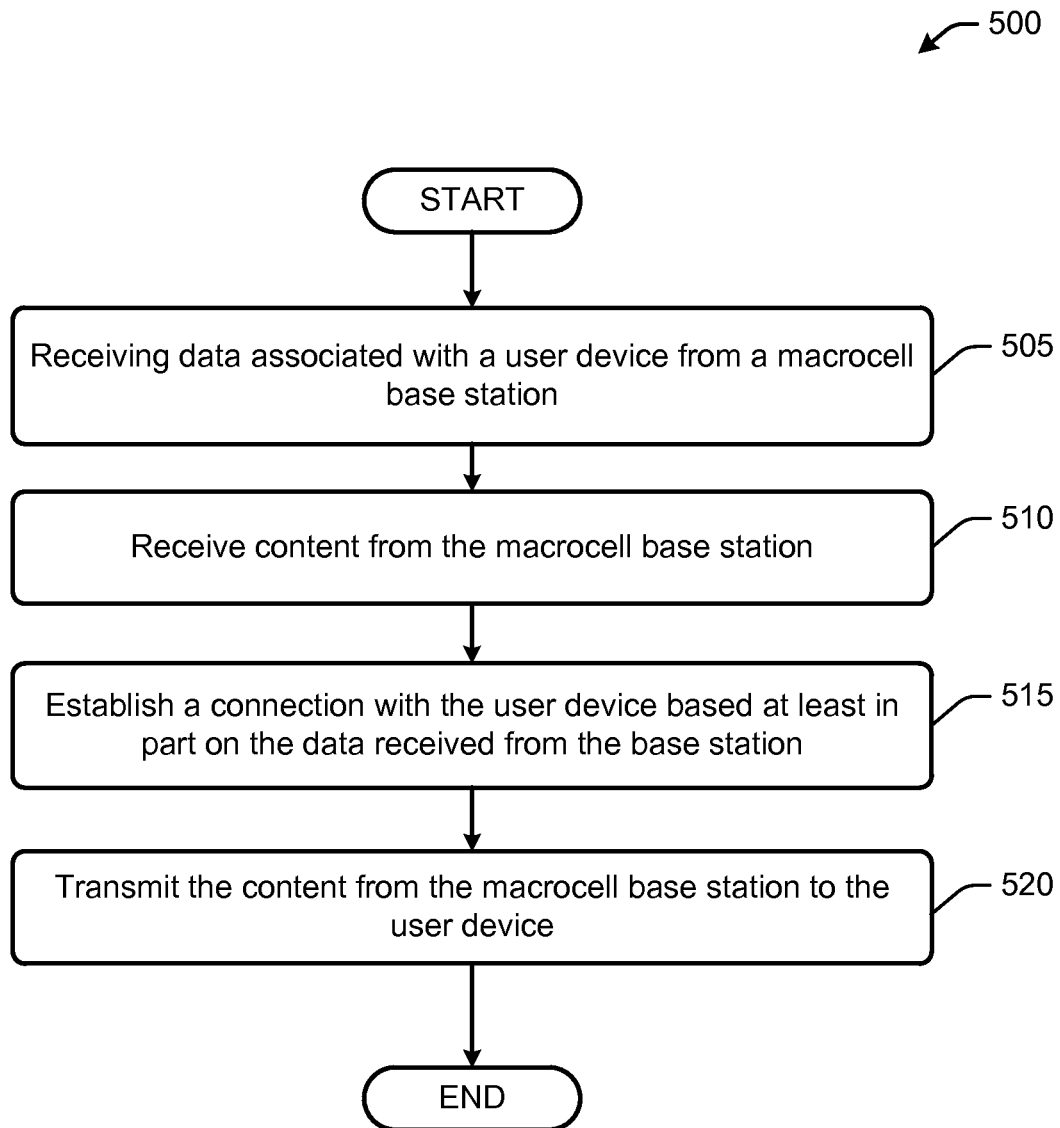 500
START
Receiving data associated with a user device from a macrocell
base station
505
Receive content from the macrocell base station
510
Establish a connection with the user device based at least in
part on the data received from the base station
515
Transmit the content from the macrocell base station to the
user device
520
END